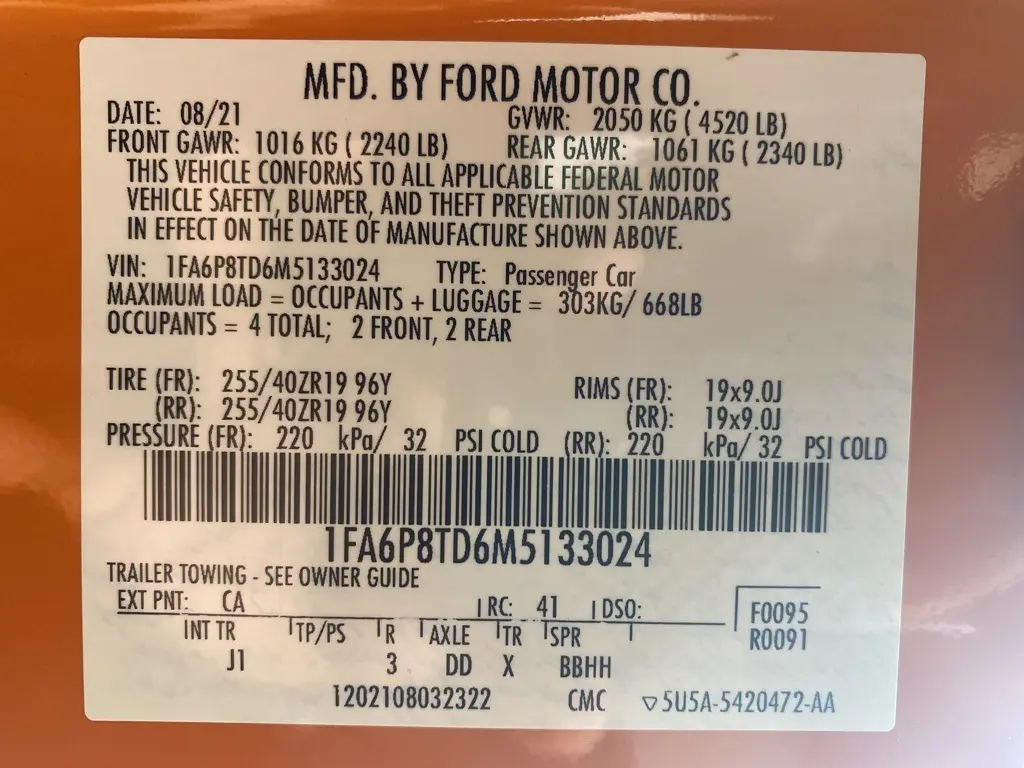 MFD. BY FORD MOTOR CO.
DATE: 08/21 GVWR: 2050 KG ( 4520 LB)
FRONT GAWR: 1016 KG ( 2240 LB) REAR GAWR: 1061 KG ( 2340 LB)
THIS VEHICLE CONFORMS TO ALL APPLICABLE FEDERAL MOTOR
VEHICLE SAFETY, BUMPER, AND THEFT PREVENTION STANDARDS
IN EFFECT ON THE DATE OF MANUFACTURE SHOWN ABOVE.
VIN: 1FA6P8TD6M5133024 TYPE: Passenger Car
MAXIMUM LOAD = OCCUPANTS + LUGGAGE = 303KG/ 668LB
OCCUPANTS = 4 TOTAL; 2 FRONT, 2 REAR
TIRE (FR): 255/40ZR19 96Y RIMS (FR): 19x9.0J
(RR): 255/40ZR19 96Y (RR): 19x9.0J
PRESSURE (FR): 220 kPa/ 32 PSI COLD (RR): 220 kPa/ 32 PSI COLD
1FA6P8TD6M5133024
TRAILER TOWING - SEE OWNER GUIDE
EXT PNT: CA RC: 41 DSO: F0095
INT TR TP/PS R AXLE TR SPR R0091
J1 3 DD X BBHH
1202108032322 CMC ▽5U5A-5420472-AA